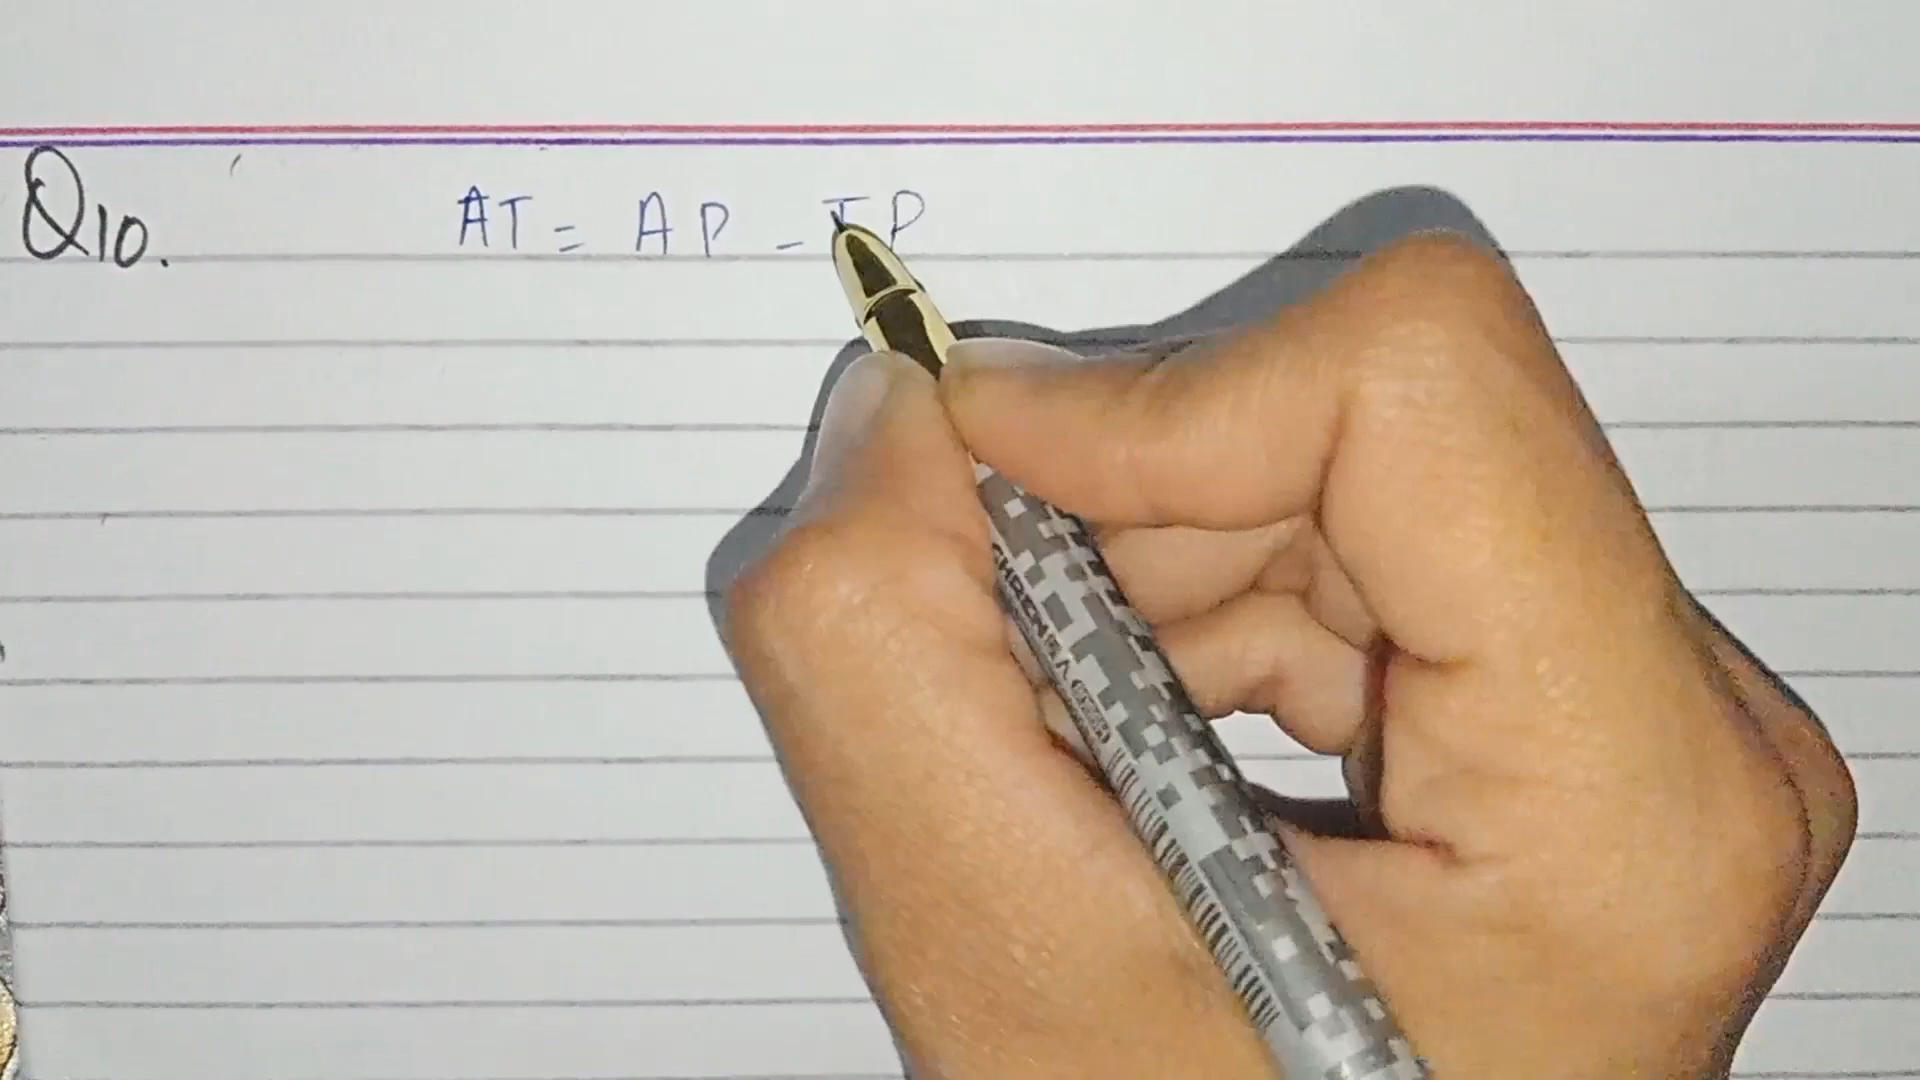 Q10. AT = AP - TP